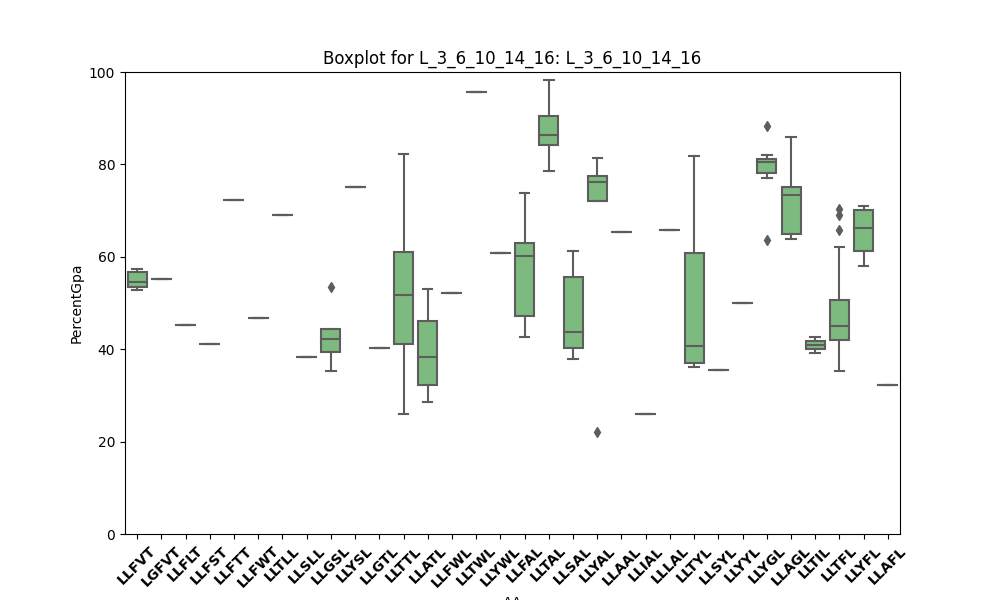 Boxplot for L_3_6_10_14_16: L_3_6_10_14_16
100
80
60
40
20
0
PercentGpa
LLFVT
LGFVT
LLFLT
LLFST
LLFTT
LLFWT
LLTLL
LLSLL
LLGSL
LLYSL
LLGTL
LLTTL
LLATL
LLFWL
LLTWL
LLYWL
LLFAL
LLTAL
LLSAL
LLYAL
LLAAL
LLIAL
LLLAL
LLTYL
LLSYL
LLYYL
LLYGL
LLAGL
LLTIL
LLTFL
LLYFL
LLAFL